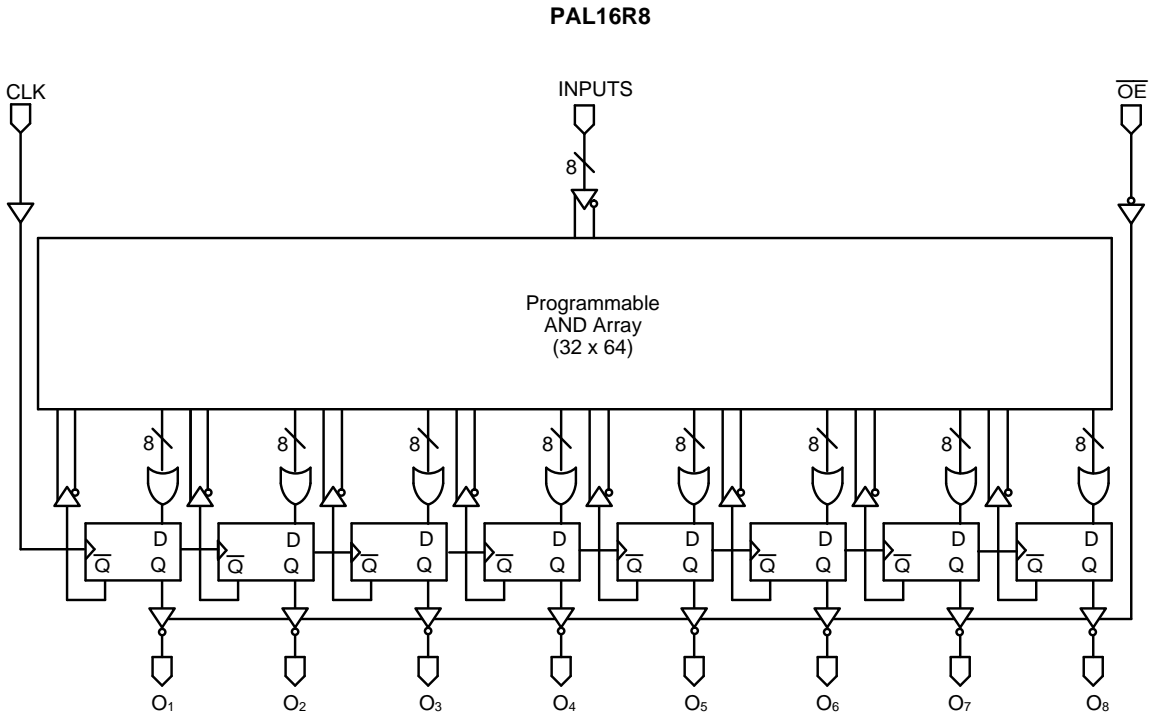 PAL16R8
CLK
INPUTS
O̅E̅
8
Programmable
AND Array
(32 x 64)
8 8 8 8 8 8 8 8
D D D D D D D D
Q̅ Q Q̅ Q Q̅ Q Q̅ Q Q̅ Q Q̅ Q Q̅ Q Q̅ Q
O₁ O₂ O₃ O₄ O₅ O₆ O₇ O₈